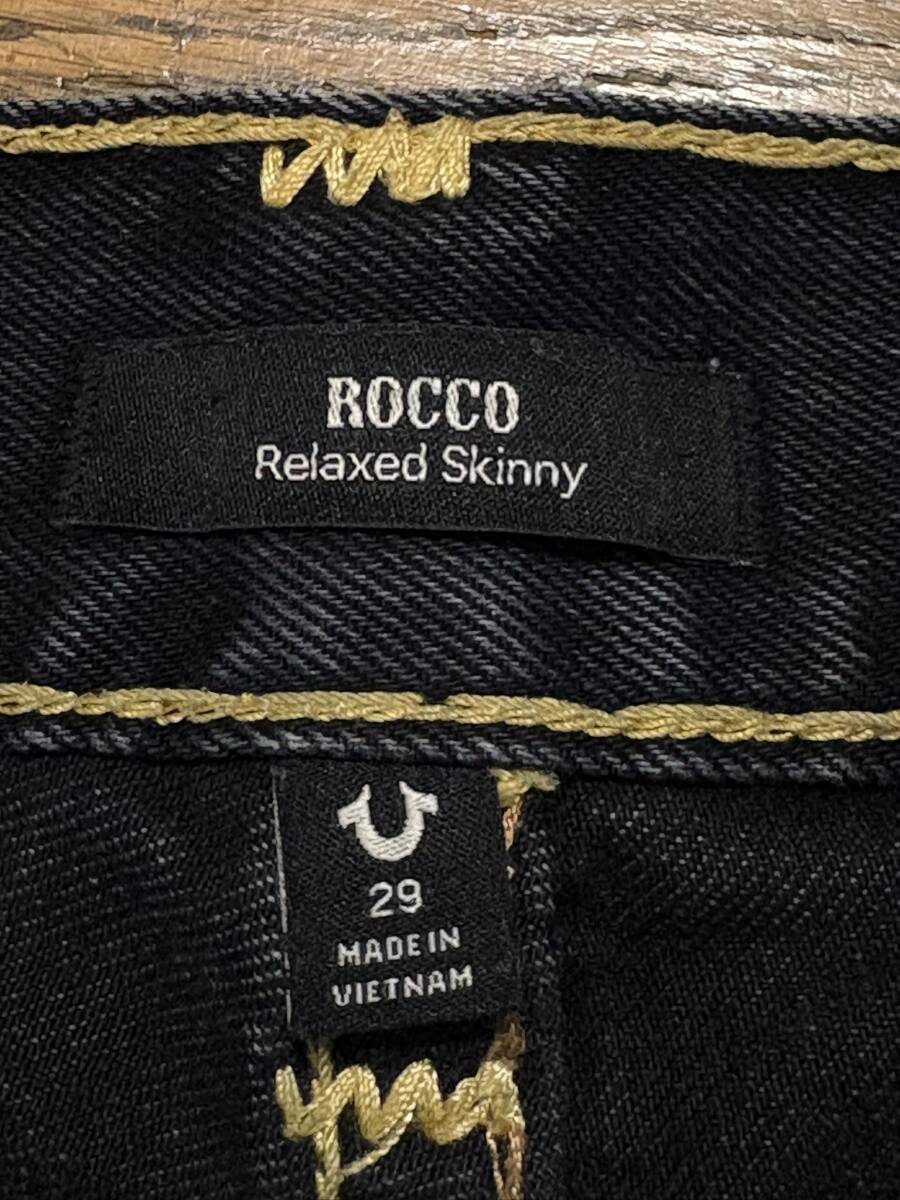 ROCCO
Relaxed Skinny
29
MADE IN
VIETNAM